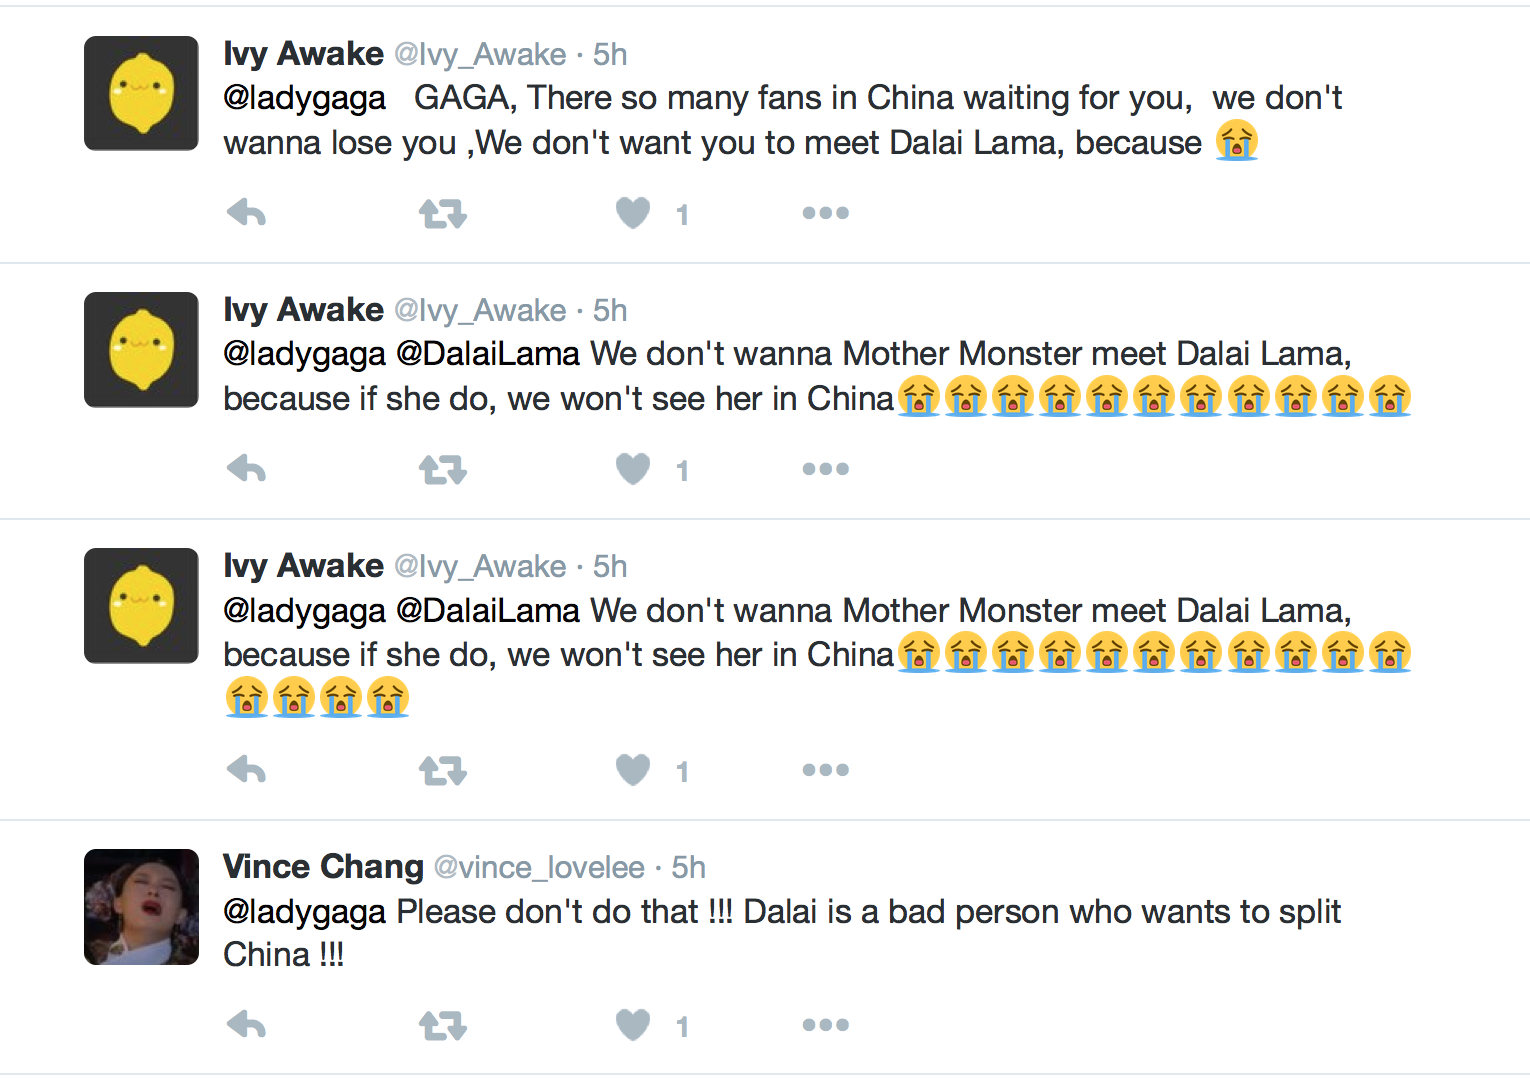 Ivy Awake @Ivy_Awake · 5h
@ladygaga GAGA, There so many fans in China waiting for you, we don't
wanna lose you ,We don't want you to meet Dalai Lama, because 😭
1
Ivy Awake @Ivy_Awake · 5h
@ladygaga @DalaiLama We don't wanna Mother Monster meet Dalai Lama,
because if she do, we won't see her in China😭😭😭😭😭😭😭😭😭😭😭
1
Ivy Awake @Ivy_Awake · 5h
@ladygaga @DalaiLama We don't wanna Mother Monster meet Dalai Lama,
because if she do, we won't see her in China😭😭😭😭😭😭😭😭😭😭😭
😭😭😭😭
1
Vince Chang @vince_lovelee · 5h
@ladygaga Please don't do that !!! Dalai is a bad person who wants to split
China !!!
1